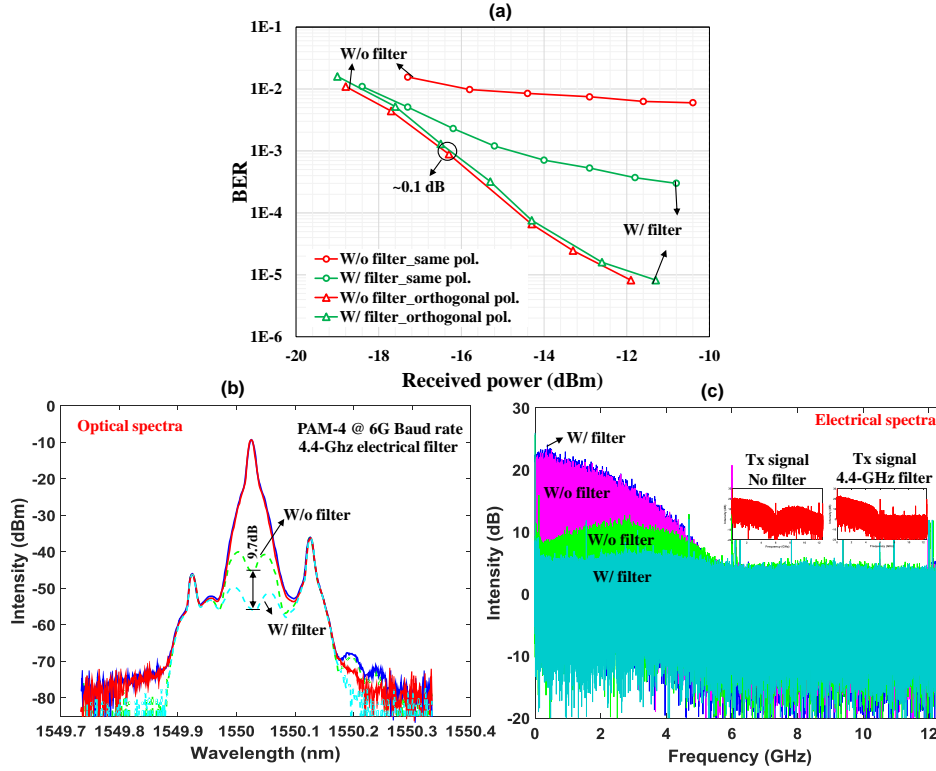 (a)
1E-1
1E-2
1E-3
1E-4
1E-5
1E-6
BER
W/o filter
~0.1 dB
W/ filter
W/o filter_same pol.
W/ filter_same pol.
W/o filter_orthogonal pol.
W/ filter_orthogonal pol.
-20 -18 -16 -14 -12 -10
Received power (dBm)
(b)
0
-10
-20
-30
-40
-50
-60
-70
-80
Intensity (dBm)
Optical spectra
PAM-4 @ 6G Baud rate
4.4-Ghz electrical filter
W/o filter
9.7dB
W/ filter
1549.7 1549.8 1549.9 1550 1550.1 1550.2 1550.3 1550.4
Wavelength (nm)
(c)
30
20
10
0
-10
-20
Intensity (dB)
Electrical spectra
W/ filter
W/o filter
W/o filter
W/ filter
Tx signal
No filter
Tx signal
4.4-GHz filter
0 2 4 6 8 10 12
Frequency (GHz)